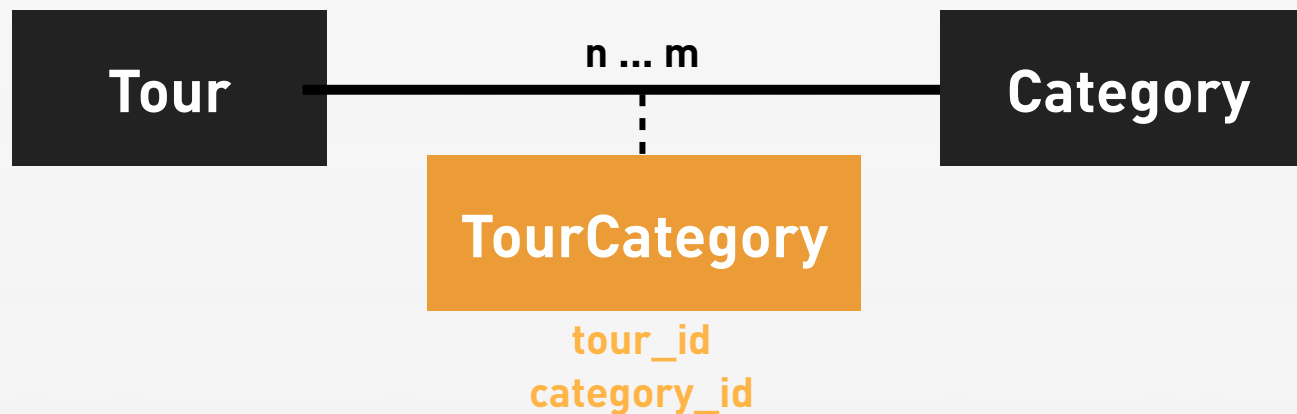 n ... m
Tour
Category
TourCategory
tour_id
category_id